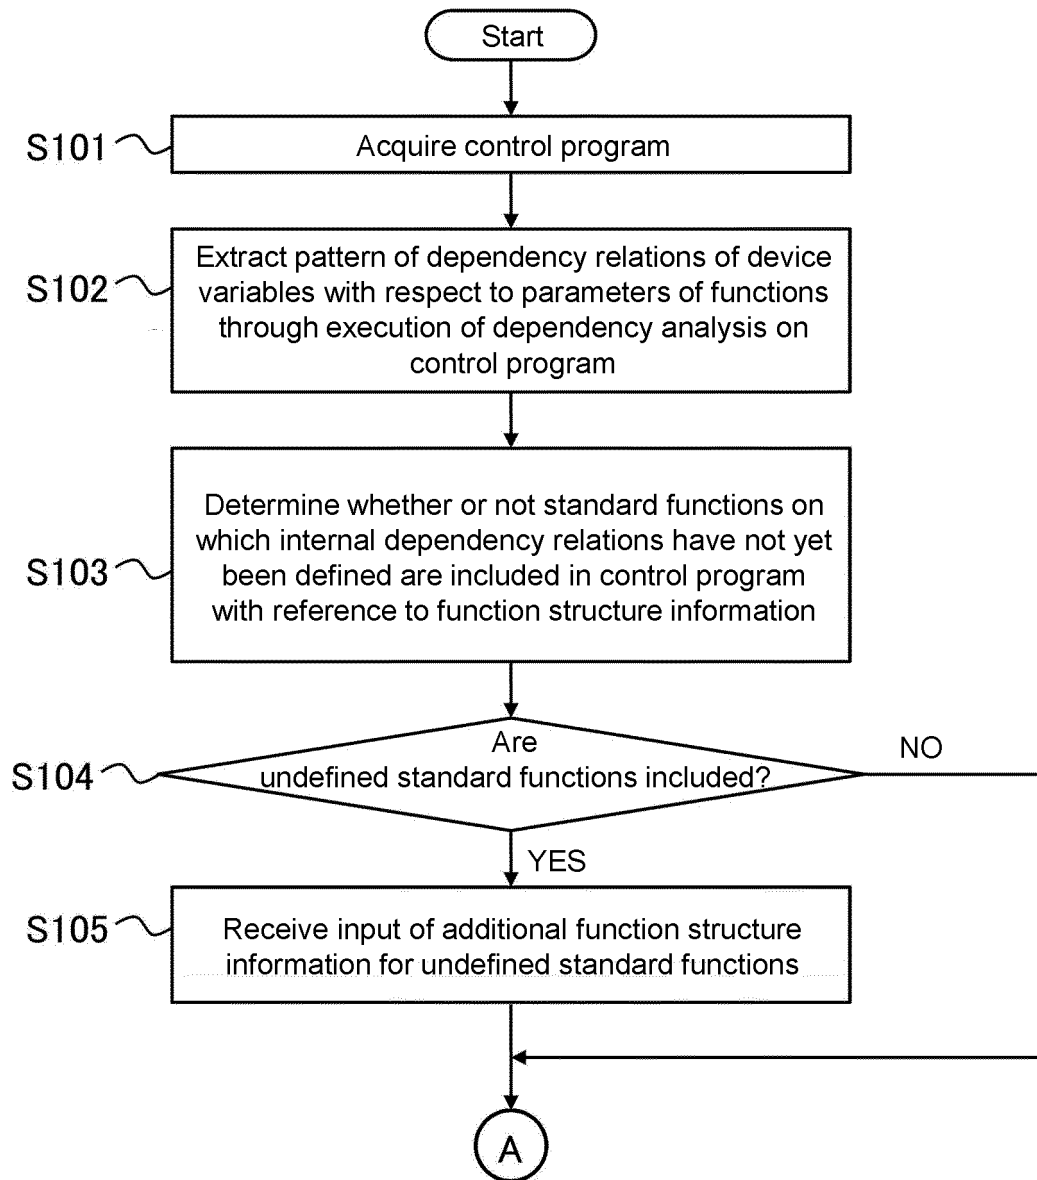 Start
S101
Acquire control program
S102
Extract pattern of dependency relations of device
variables with respect to parameters of functions
through execution of dependency analysis on
control program
S103
Determine whether or not standard functions on
which internal dependency relations have not yet
been defined are included in control program
with reference to function structure information
S104
Are
undefined standard functions included?
NO
YES
S105
Receive input of additional function structure
information for undefined standard functions
A